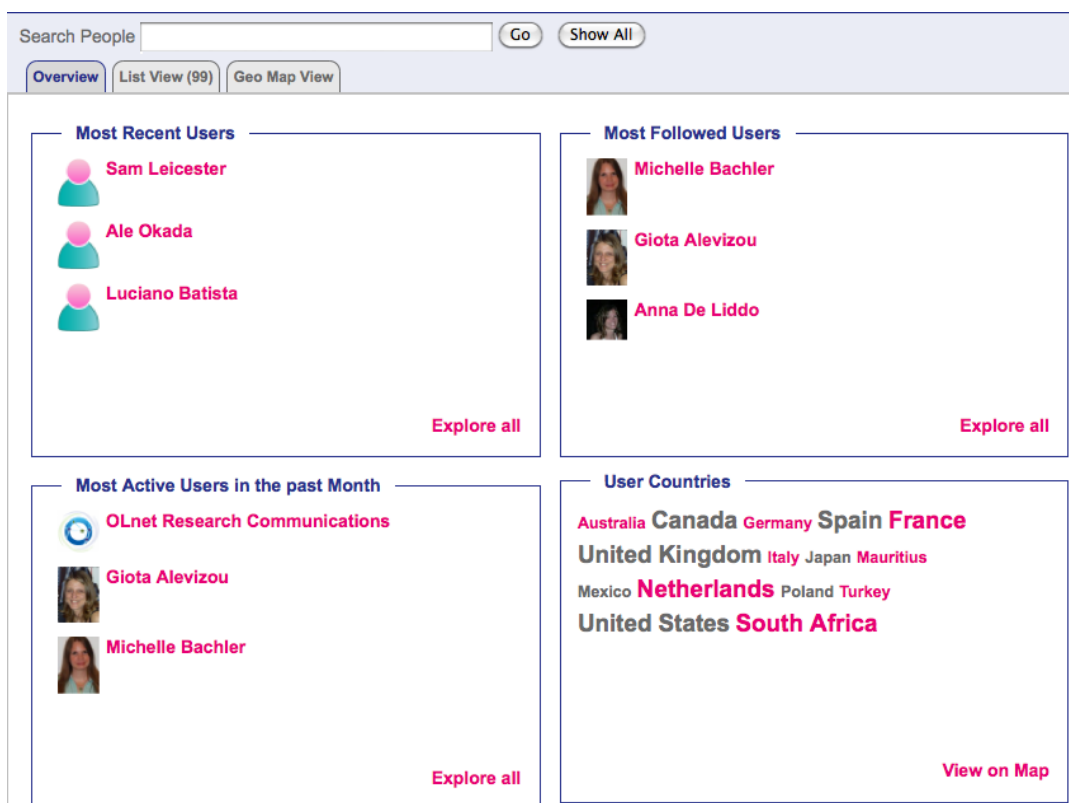 Search People Go Show All
Overview List View (99) Geo Map View
Most Recent Users
Sam Leicester
Ale Okada
Luciano Batista
Explore all
Most Followed Users
Michelle Bachler
Giota Alevizou
Anna De Liddo
Explore all
Most Active Users in the past Month
OLnet Research Communications
Giota Alevizou
Michelle Bachler
Explore all
User Countries
Australia Canada Germany Spain France
United Kingdom Italy Japan Mauritius
Mexico Netherlands Poland Turkey
United States South Africa
View on Map